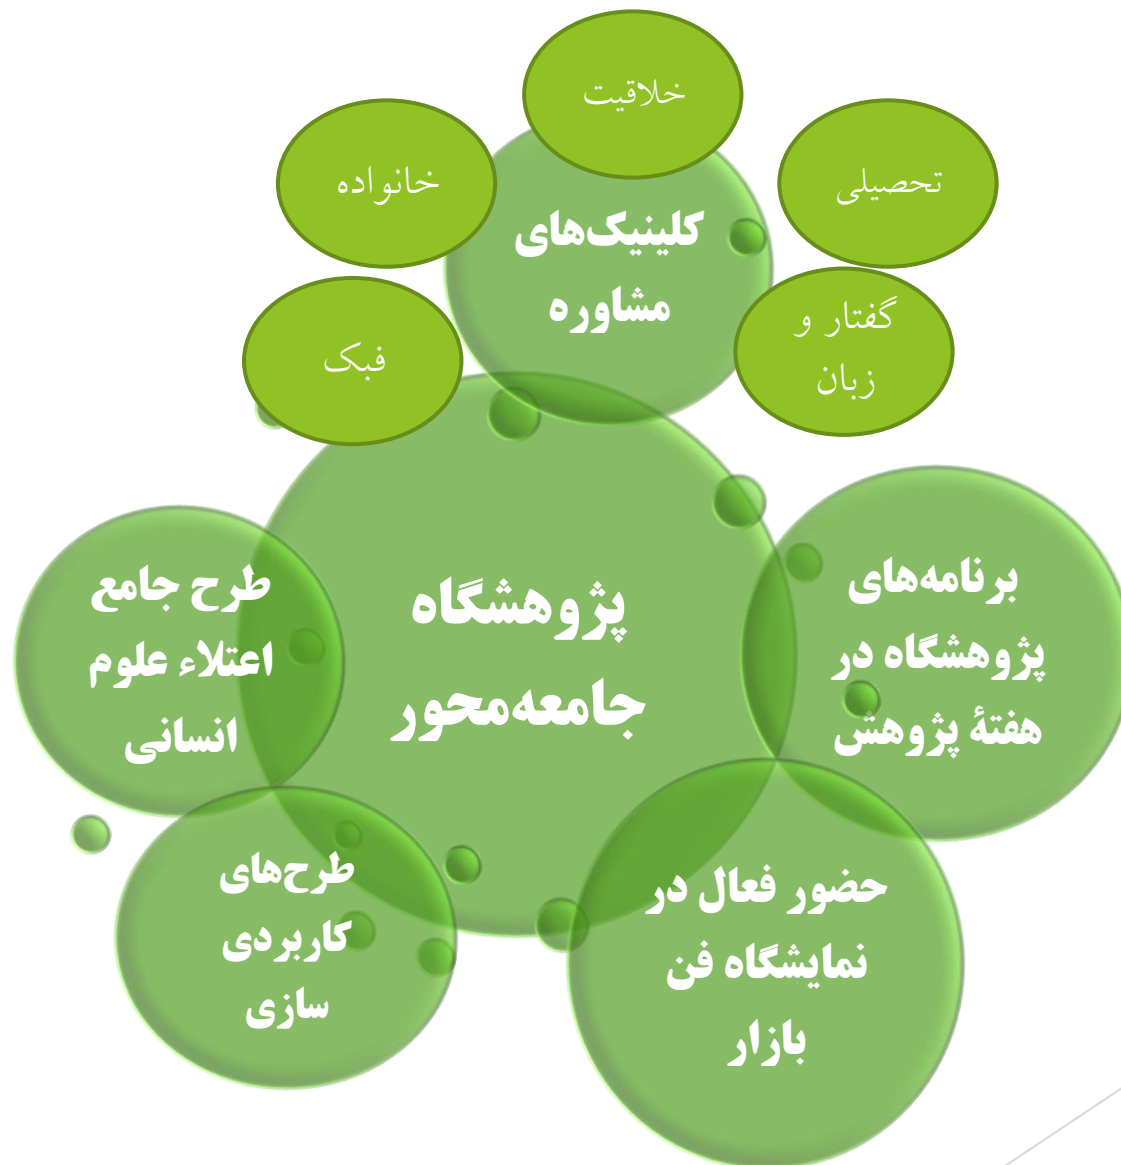 خلاقیت
خانواده
تحصیلی
کلینیک‌های
مشاوره
گفتار و
زبان
فبک
پژوهشگاه
جامعه‌محور
برنامه‌های
پژوهشگاه در
هفتهٔ پژوهش
طرح جامع
اعتلاء علوم
انسانی
حضور فعال در
نمایشگاه فن
بازار
طرح‌های
کاربردی
سازی